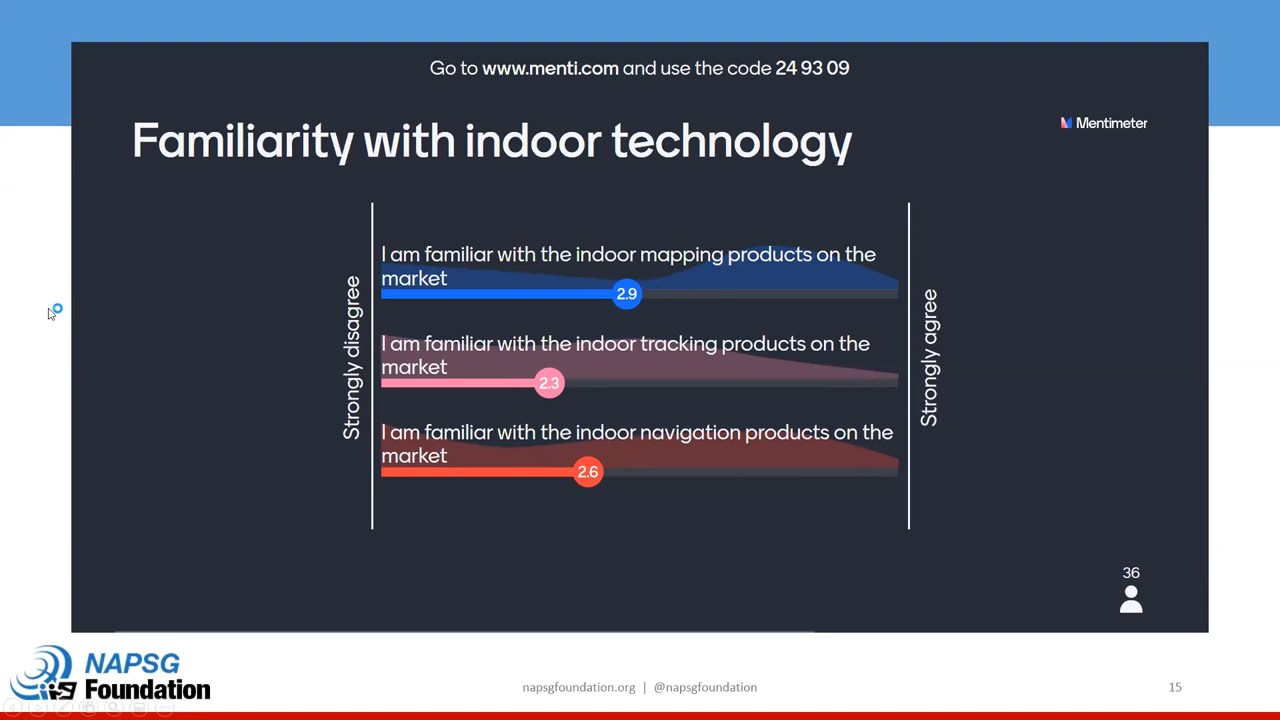 Go to www.menti.com and use the code 24 93 09
Mentimeter
Familiarity with indoor technology
Strongly disagree
I am familiar with the indoor mapping products on the
market
2.9
I am familiar with the indoor tracking products on the
market
2.3
I am familiar with the indoor navigation products on the
market
2.6
Strongly agree
36
NAPSG
Foundation
napsgfoundation.org | @napsgfoundation
15